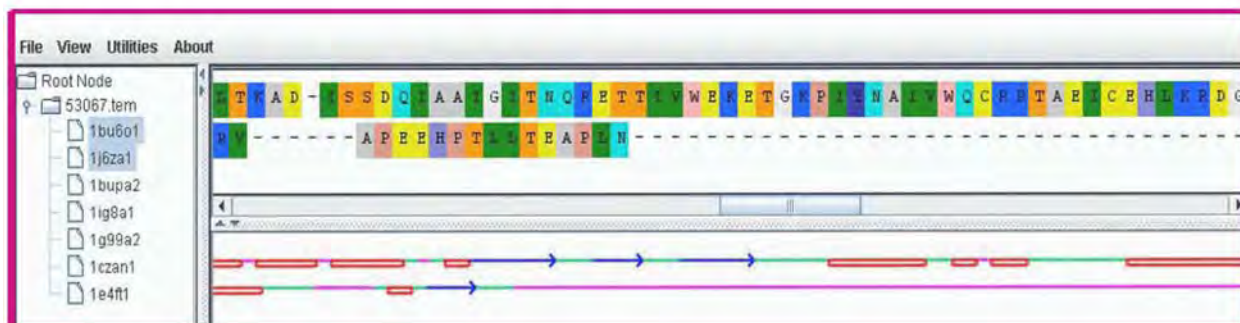 File View Utilities About
Root Node
53067.tem
1bu6o1
1j6za1
1bupa2
1ig8a1
1g99a2
1czan1
1e4ft1
L T K A D - I S S D Q I A A I G I T N Q R E T T I V W E K E T G K P I Y N A I V W Q C R R T A E I C E H L K R D G
R V - - - - - - A P E E H P T L L T E A P L N - - - - - - - - - - - - - - - - - - - - - - - - - - - - - - - - - -